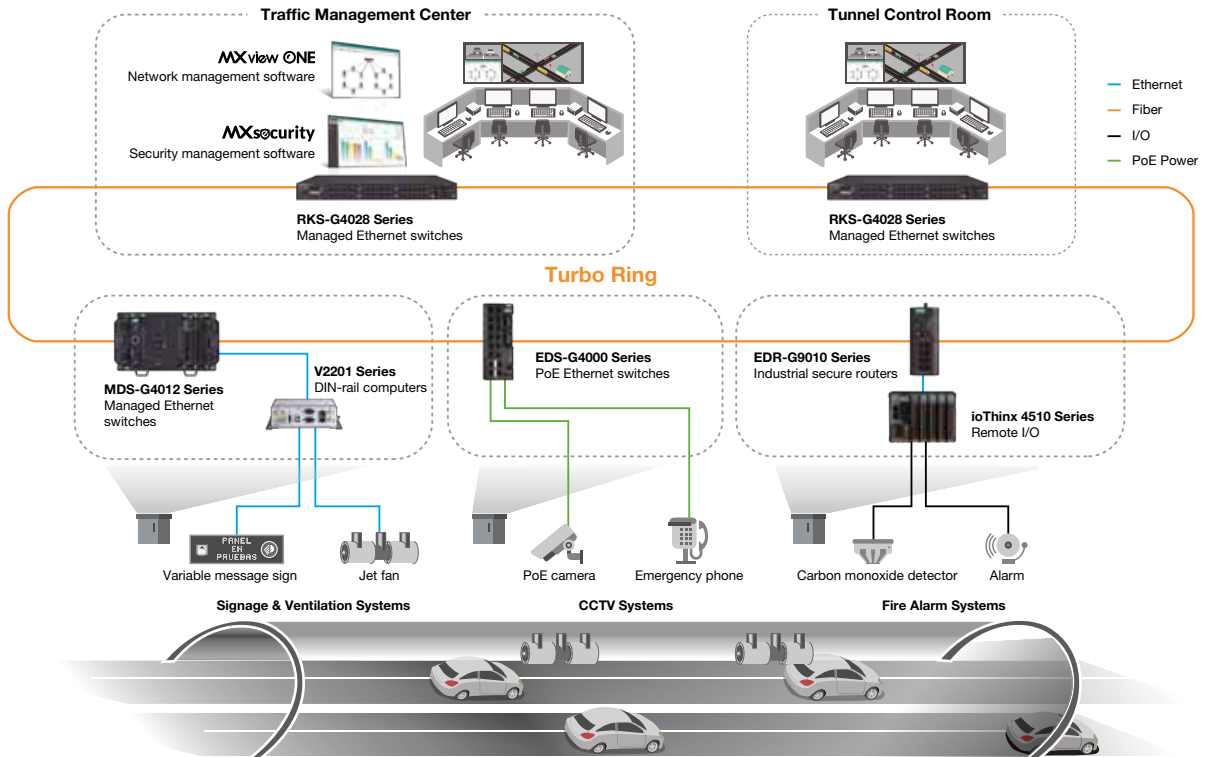 Traffic Management Center
Tunnel Control Room
MXview ONE
Network management software
MXsecurity
Security management software
Ethernet
Fiber
I/O
PoE Power
RKS-G4028 Series
Managed Ethernet switches
RKS-G4028 Series
Managed Ethernet switches
Turbo Ring
MDS-G4012 Series
Managed Ethernet
switches
V2201 Series
DIN-rail computers
EDS-G4000 Series
PoE Ethernet switches
EDR-G9010 Series
Industrial secure routers
ioThinx 4510 Series
Remote I/O
PANEL
EN
PRUEBAS
Variable message sign
Jet fan
PoE camera
Emergency phone
Carbon monoxide detector
Alarm
Signage & Ventilation Systems
CCTV Systems
Fire Alarm Systems